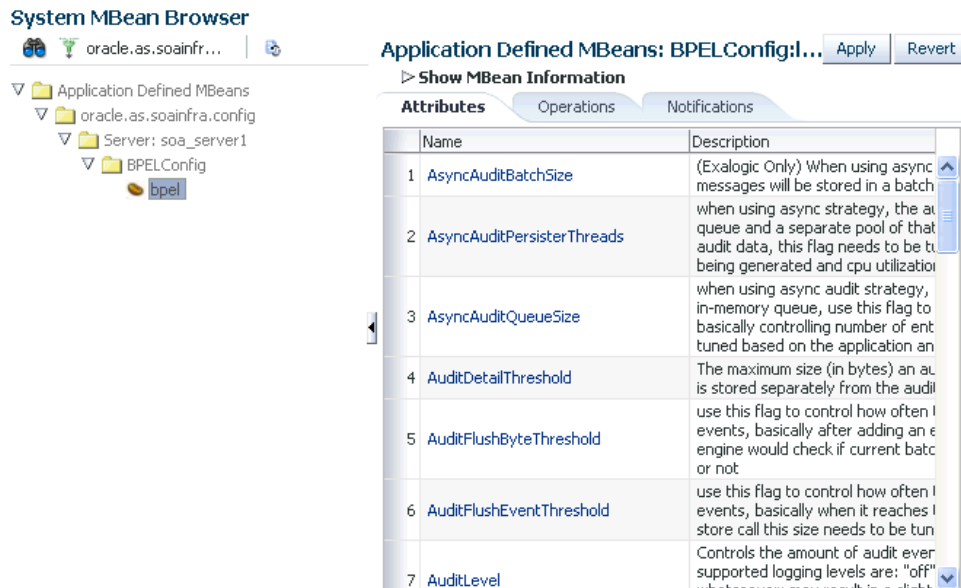 System MBean Browser
oracle.as.soainfr...
Application Defined MBeans
oracle.as.soainfra.config
Server: soa_server1
BPELConfig
bpel
Application Defined MBeans: BPELConfig:l... Apply Revert
Show MBean Information
Attributes Operations Notifications
Name Description
1 AsyncAuditBatchSize
(Exalogic Only) When using async
messages will be stored in a batch
2 AsyncAuditPersisterThreads
when using async strategy, the au
queue and a separate pool of that
audit data, this flag needs to be tu
being generated and cpu utilization
3 AsyncAuditQueueSize
when using async audit strategy,
in-memory queue, use this flag to
basically controlling number of ent
tuned based on the application an
4 AuditDetailThreshold
The maximum size (in bytes) an au
is stored separately from the audit
5 AuditFlushByteThreshold
use this flag to control how often
events, basically after adding an e
engine would check if current batc
or not
6 AuditFlushEventThreshold
use this flag to control how often
events, basically when it reaches
store call this size needs to be tun
7 AuditLevel
Controls the amount of audit even
supported logging levels are: "off"